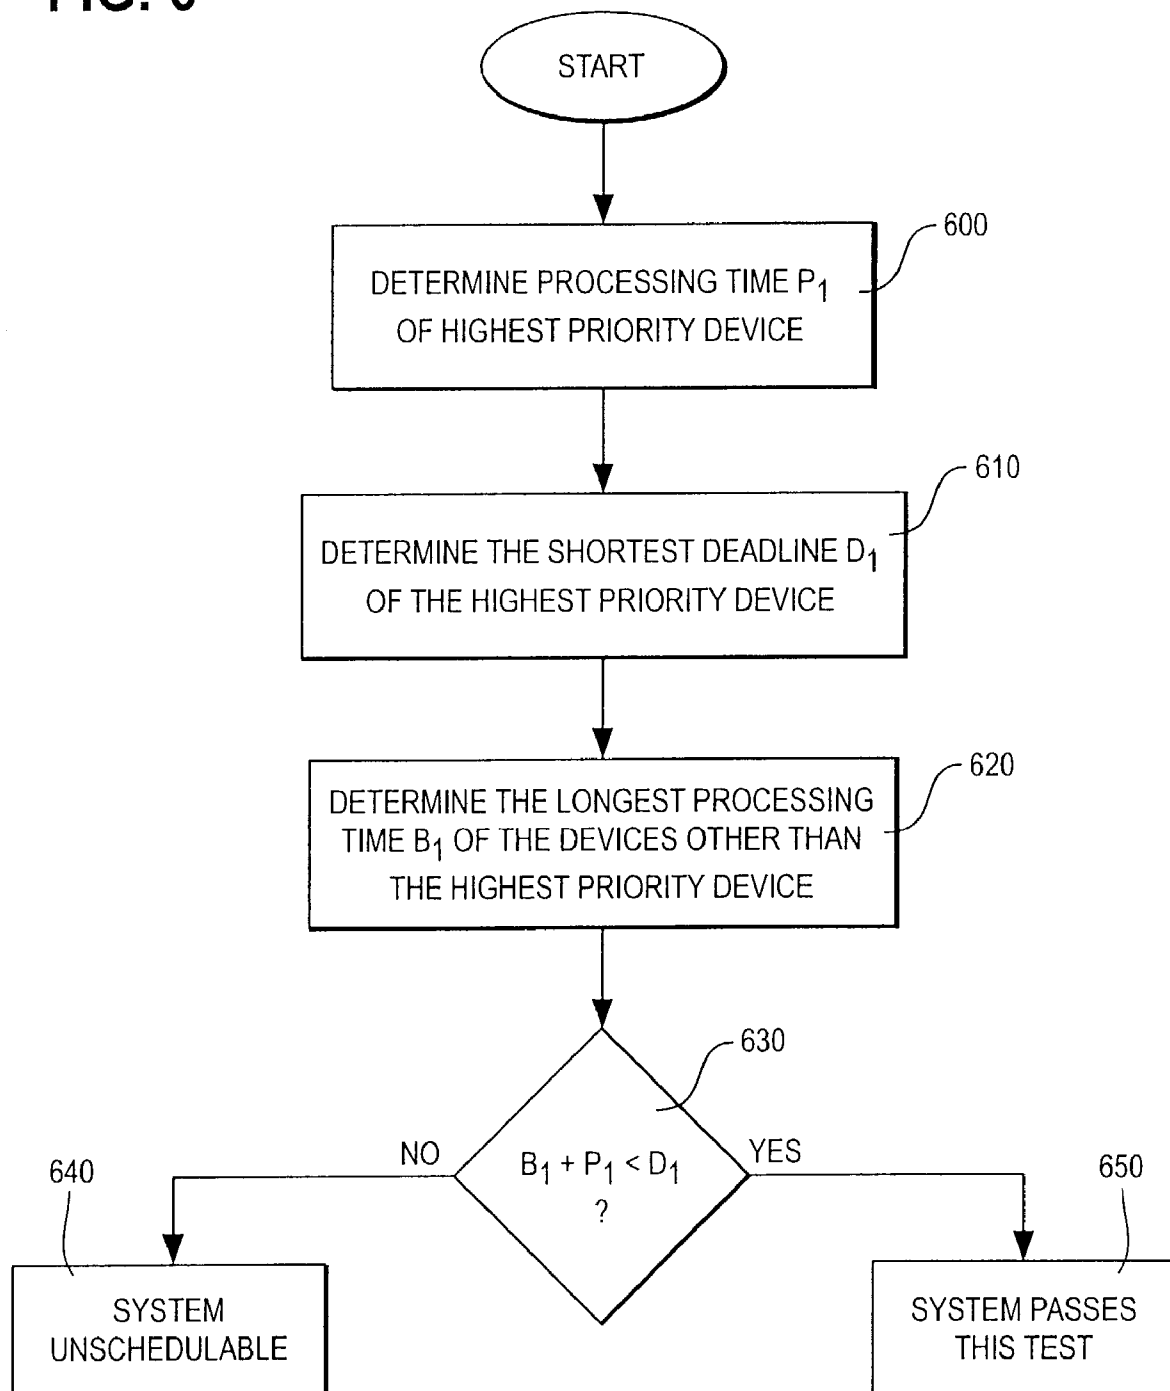 START
600
DETERMINE PROCESSING TIME P1
OF HIGHEST PRIORITY DEVICE
610
DETERMINE THE SHORTEST DEADLINE D1
OF THE HIGHEST PRIORITY DEVICE
620
DETERMINE THE LONGEST PROCESSING
TIME B1 OF THE DEVICES OTHER THAN
THE HIGHEST PRIORITY DEVICE
630
NO
B1 + P1 < D1
?
YES
640
SYSTEM
UNSCHEDULABLE
650
SYSTEM PASSES
THIS TEST